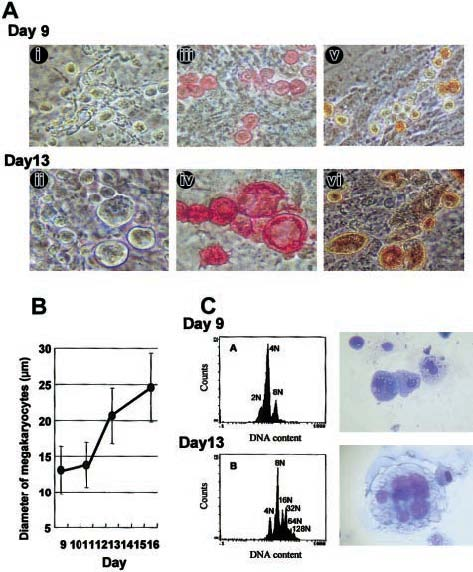 A
Day 9
i
iii
v
Day13
ii
iv
vi
B
Diameter of megakaryocytes (μm)
30
25
20
15
10
5
9 10 11 12 13 14 15 16
Day
C
Day 9
A
Counts
4N
2N
8N
DNA content
1000
Day13
B
Counts
8N
16N
4N
32N
64N
128N
DNA content
1000